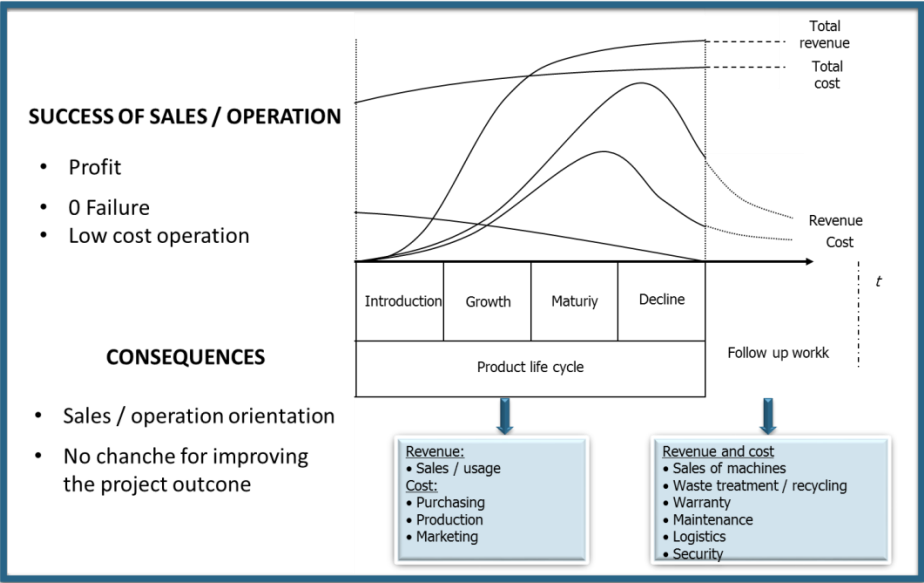 Total
revenue
Total
cost
SUCCESS OF SALES / OPERATION
• Profit
• 0 Failure
• Low cost operation
Revenue
Cost
t
Introduction
Growth
Maturiy
Decline
Product life cycle
Follow up workk
CONSEQUENCES
• Sales / operation orientation
• No chanche for improving
the project outcome
Revenue:
• Sales / usage
Cost:
• Purchasing
• Production
• Marketing
Revenue and cost
• Sales of machines
• Waste treatment / recycling
• Warranty
• Maintenance
• Logistics
• Security